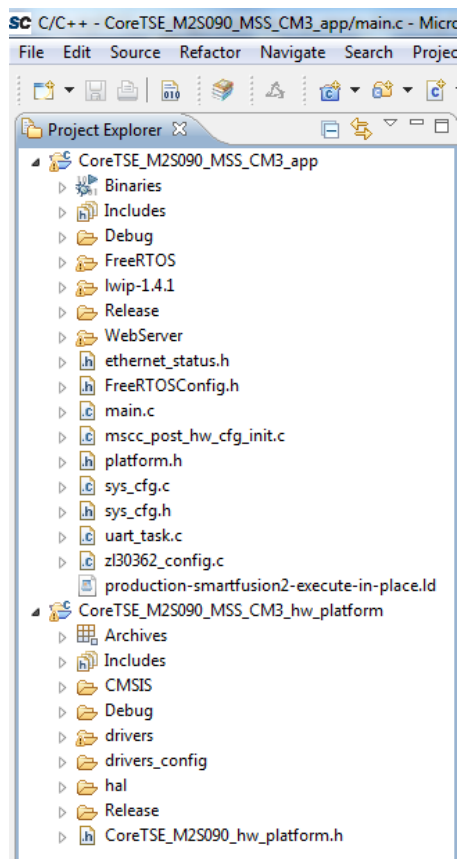 SC C/C++ - CoreTSE_M2S090_MSS_CM3_app/main.c - Micro
File Edit Source Refactor Navigate Search Projec
010
Project Explorer
CoreTSE_M2S090_MSS_CM3_app
Binaries
Includes
Debug
FreeRTOS
lwip-1.4.1
Release
WebServer
.h ethernet_status.h
.h FreeRTOSConfig.h
.c main.c
.c mscc_post_hw_cfg_init.c
.h platform.h
.c sys_cfg.c
.h sys_cfg.h
.c uart_task.c
.c zl30362_config.c
production-smartfusion2-execute-in-place.ld
CoreTSE_M2S090_MSS_CM3_hw_platform
Archives
Includes
CMSIS
Debug
drivers
drivers_config
hal
Release
.h CoreTSE_M2S090_hw_platform.h